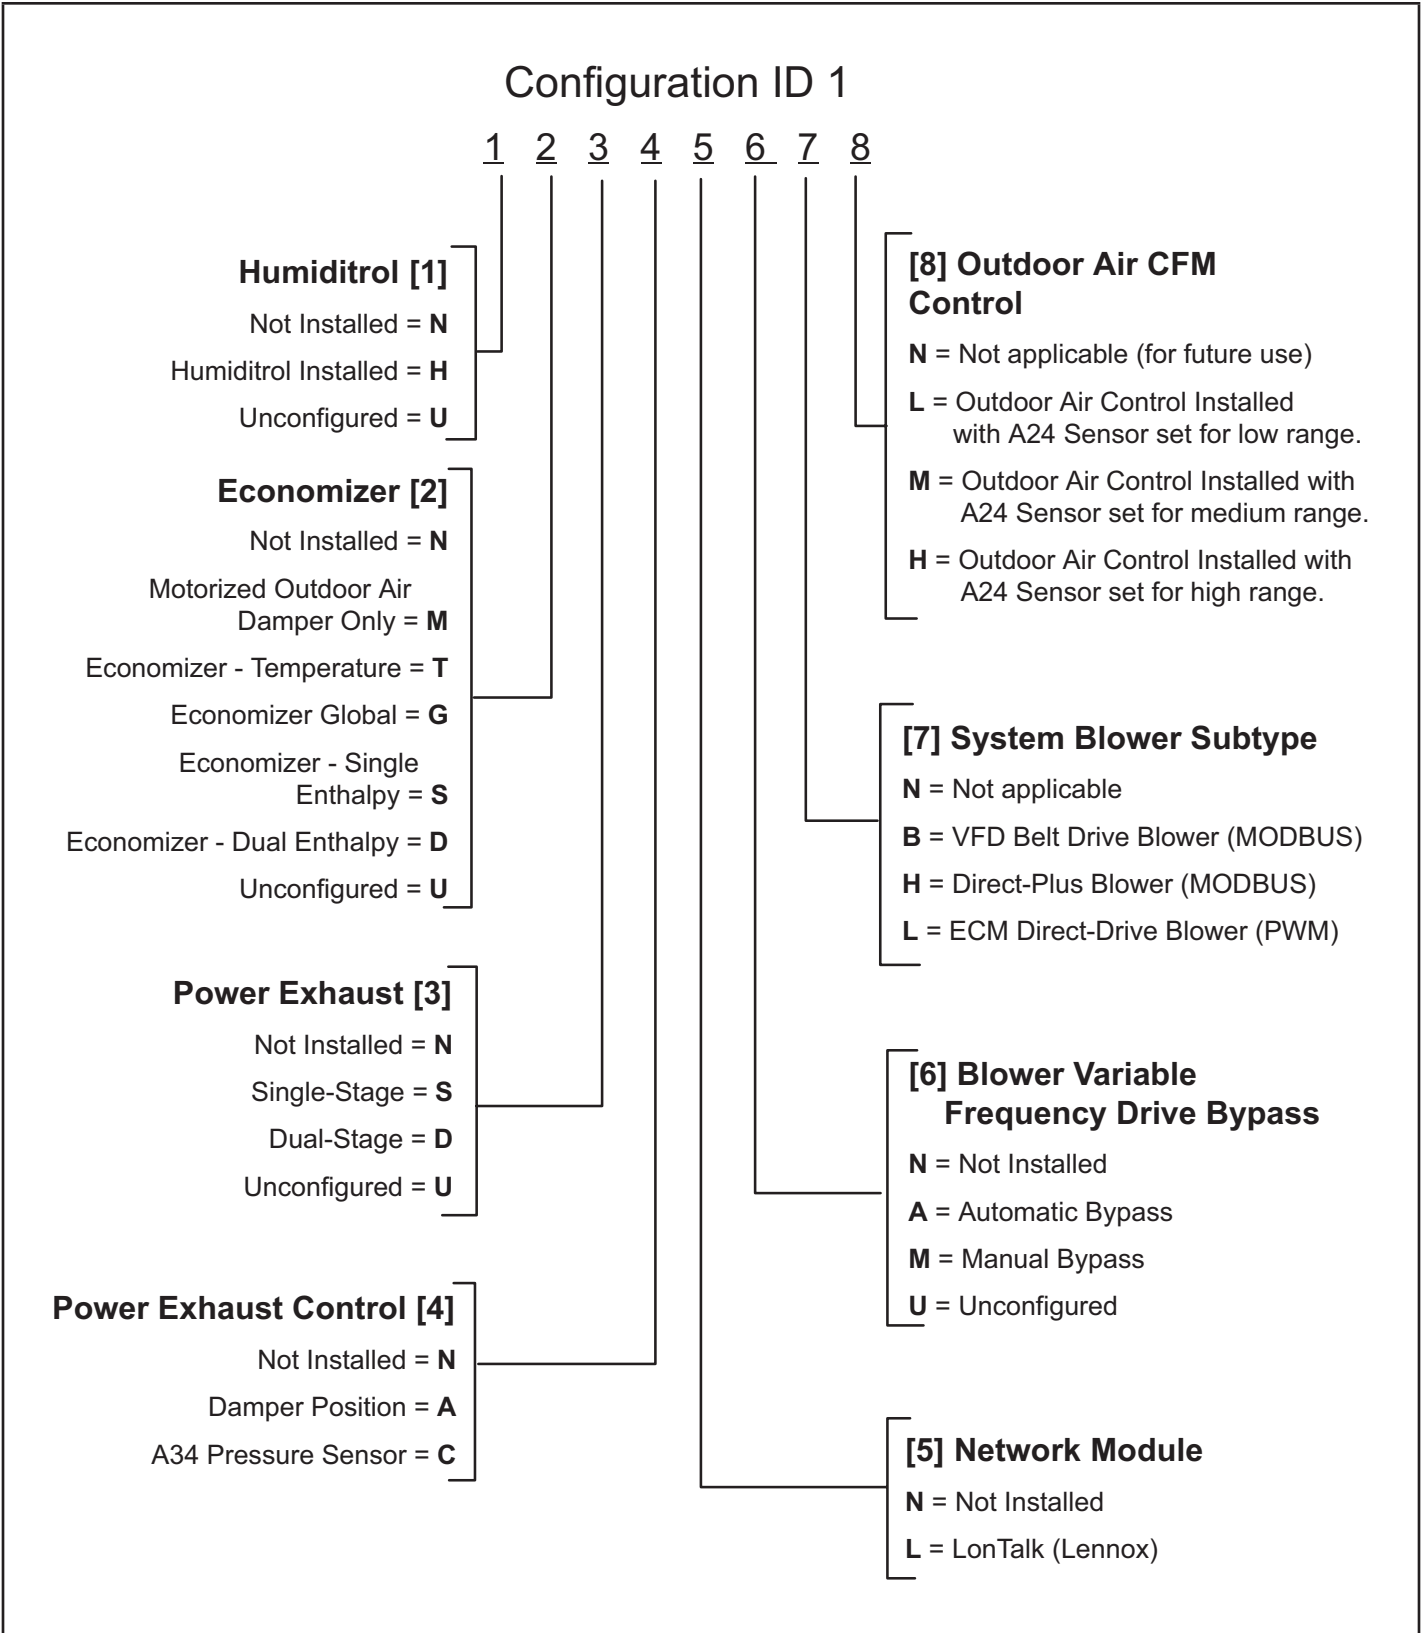 Configuration ID 1
1 2 3 4 5 6 7 8
Humiditrol [1]
Not Installed = N
Humiditrol Installed = H
Unconfigured = U
Economizer [2]
Not Installed = N
Motorized Outdoor Air
Damper Only = M
Economizer - Temperature = T
Economizer Global = G
Economizer - Single
Enthalpy = S
Economizer - Dual Enthalpy = D
Unconfigured = U
Power Exhaust [3]
Not Installed = N
Single-Stage = S
Dual-Stage = D
Unconfigured = U
Power Exhaust Control [4]
Not Installed = N
Damper Position = A
A34 Pressure Sensor = C
[8] Outdoor Air CFM
Control
N = Not applicable (for future use)
L = Outdoor Air Control Installed
with A24 Sensor set for low range.
M = Outdoor Air Control Installed with
A24 Sensor set for medium range.
H = Outdoor Air Control Installed with
A24 Sensor set for high range.
[7] System Blower Subtype
N = Not applicable
B = VFD Belt Drive Blower (MODBUS)
H = Direct-Plus Blower (MODBUS)
L = ECM Direct-Drive Blower (PWM)
[6] Blower Variable
Frequency Drive Bypass
N = Not Installed
A = Automatic Bypass
M = Manual Bypass
U = Unconfigured
[5] Network Module
N = Not Installed
L = LonTalk (Lennox)